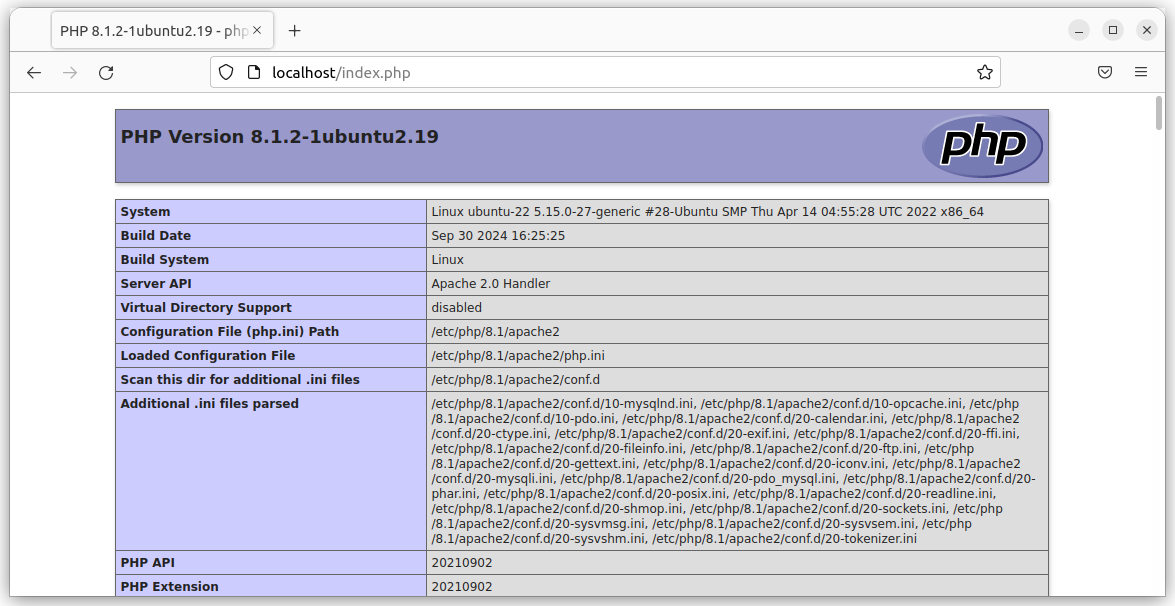 PHP 8.1.2-1ubuntu2.19 - php
localhost/index.php
PHP Version 8.1.2-1ubuntu2.19
php
System Linux ubuntu-22 5.15.0-27-generic #28-Ubuntu SMP Thu Apr 14 04:55:28 UTC 2022 x86_64
Build Date Sep 30 2024 16:25:25
Build System Linux
Server API Apache 2.0 Handler
Virtual Directory Support disabled
Configuration File (php.ini) Path /etc/php/8.1/apache2
Loaded Configuration File /etc/php/8.1/apache2/php.ini
Scan this dir for additional .ini files /etc/php/8.1/apache2/conf.d
Additional .ini files parsed /etc/php/8.1/apache2/conf.d/10-mysqlnd.ini, /etc/php/8.1/apache2/conf.d/10-opcache.ini, /etc/php
/8.1/apache2/conf.d/10-pdo.ini, /etc/php/8.1/apache2/conf.d/20-calendar.ini, /etc/php/8.1/apache2
/conf.d/20-ctype.ini, /etc/php/8.1/apache2/conf.d/20-exif.ini, /etc/php/8.1/apache2/conf.d/20-ffi.ini,
/etc/php/8.1/apache2/conf.d/20-fileinfo.ini, /etc/php/8.1/apache2/conf.d/20-ftp.ini, /etc/php
/8.1/apache2/conf.d/20-gettext.ini, /etc/php/8.1/apache2/conf.d/20-iconv.ini, /etc/php/8.1/apache2
/conf.d/20-mysqli.ini, /etc/php/8.1/apache2/conf.d/20-pdo_mysql.ini, /etc/php/8.1/apache2/conf.d/20-
phar.ini, /etc/php/8.1/apache2/conf.d/20-posix.ini, /etc/php/8.1/apache2/conf.d/20-readline.ini,
/etc/php/8.1/apache2/conf.d/20-shmop.ini, /etc/php/8.1/apache2/conf.d/20-sockets.ini, /etc/php
/8.1/apache2/conf.d/20-sysvmsg.ini, /etc/php/8.1/apache2/conf.d/20-sysvsem.ini, /etc/php
/8.1/apache2/conf.d/20-sysvshm.ini, /etc/php/8.1/apache2/conf.d/20-tokenizer.ini
PHP API 20210902
PHP Extension 20210902